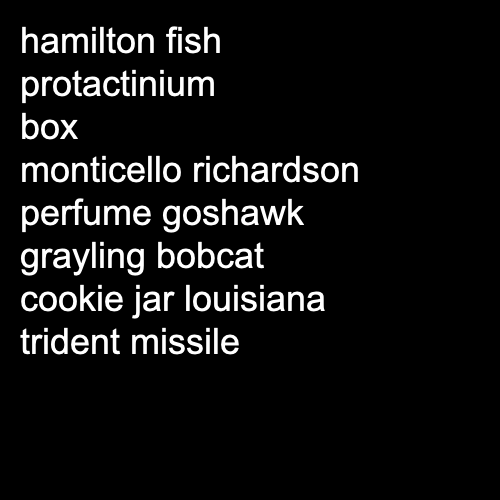 hamilton fish
protactinium
box
monticello richardson
perfume goshawk
grayling bobcat
cookie jar louisiana
trident missile